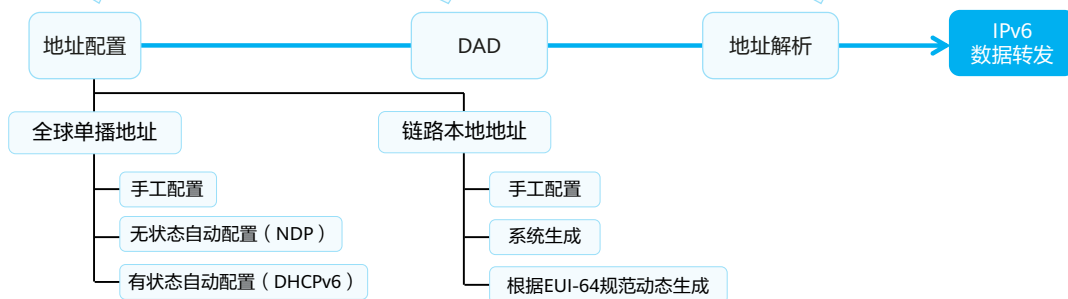 地址配置
DAD
地址解析
IPv6
数据转发
全球单播地址
链路本地地址
手工配置
手工配置
无状态自动配置（NDP）
系统生成
有状态自动配置（DHCPv6）
根据EUI-64规范动态生成